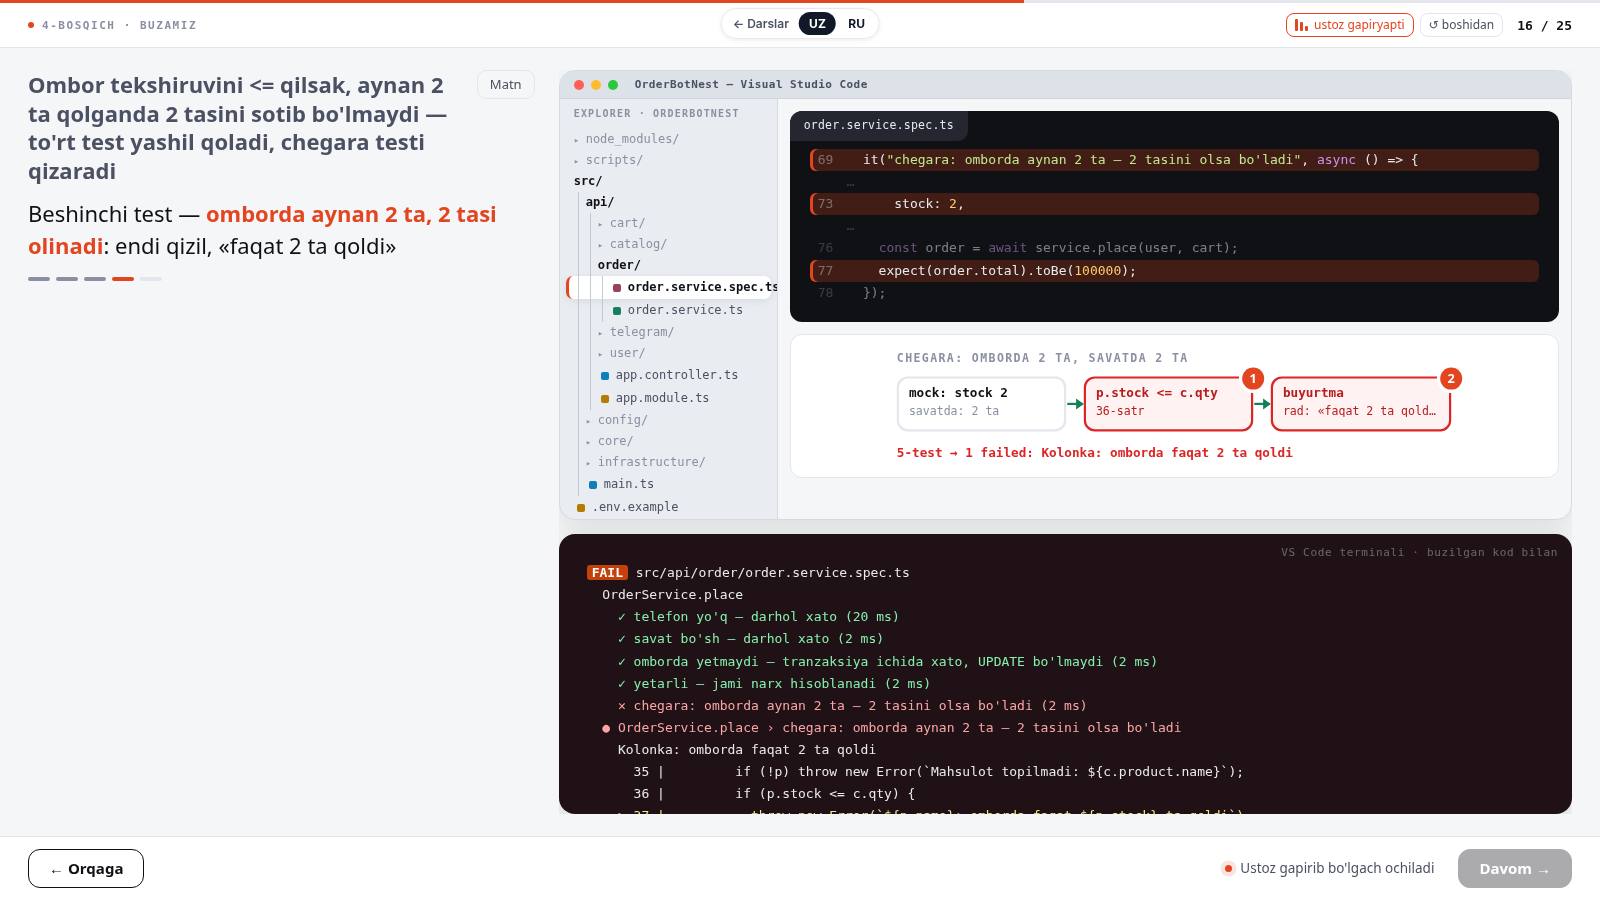 4-BOSQICH · BUZAMIZ
← Darslar UZ RU
ustoz gapiryapti
↺ boshidan
16 / 25
Ombor tekshiruvini <= qilsak, aynan 2
ta qolganda 2 tasini sotib bo'lmaydi —
to'rt test yashil qoladi, chegara testi
qizaradi
Matn
Beshinchi test — omborda aynan 2 ta, 2 tasi
olinadi: endi qizil, «faqat 2 ta qoldi»
OrderBotNest — Visual Studio Code
EXPLORER · ORDERBOTNEST
▸ node_modules/
▸ scripts/
src/
api/
▸ cart/
▸ catalog/
order/
order.service.spec.ts
order.service.ts
▸ telegram/
▸ user/
app.controller.ts
app.module.ts
▸ config/
▸ core/
▸ infrastructure/
main.ts
.env.example
order.service.spec.ts
69 it("chegara: omborda aynan 2 ta — 2 tasini olsa bo'ladi", async () => {
…
73 stock: 2,
…
76 const order = await service.place(user, cart);
77 expect(order.total).toBe(100000);
78 });
CHEGARA: OMBORDA 2 TA, SAVATDA 2 TA
mock: stock 2
savatda: 2 ta
1
p.stock <= c.qty
36-satr
2
buyurtma
rad: «faqat 2 ta qold…
5-test → 1 failed: Kolonka: omborda faqat 2 ta qoldi
VS Code terminali · buzilgan kod bilan
FAIL src/api/order/order.service.spec.ts
OrderService.place
✓ telefon yo'q — darhol xato (20 ms)
✓ savat bo'sh — darhol xato (2 ms)
✓ omborda yetmaydi — tranzaksiya ichida xato, UPDATE bo'lmaydi (2 ms)
✓ yetarli — jami narx hisoblanadi (2 ms)
✕ chegara: omborda aynan 2 ta — 2 tasini olsa bo'ladi (2 ms)
● OrderService.place › chegara: omborda aynan 2 ta — 2 tasini olsa bo'ladi
Kolonka: omborda faqat 2 ta qoldi
35 | if (!p) throw new Error(`Mahsulot topilmadi: ${c.product.name}`);
36 | if (p.stock <= c.qty) {
> 37 | throw new Error(`${p.name}: omborda faqat ${p.stock} ta qoldi`)
← Orqaga
Ustoz gapirib bo'lgach ochiladi
Davom →